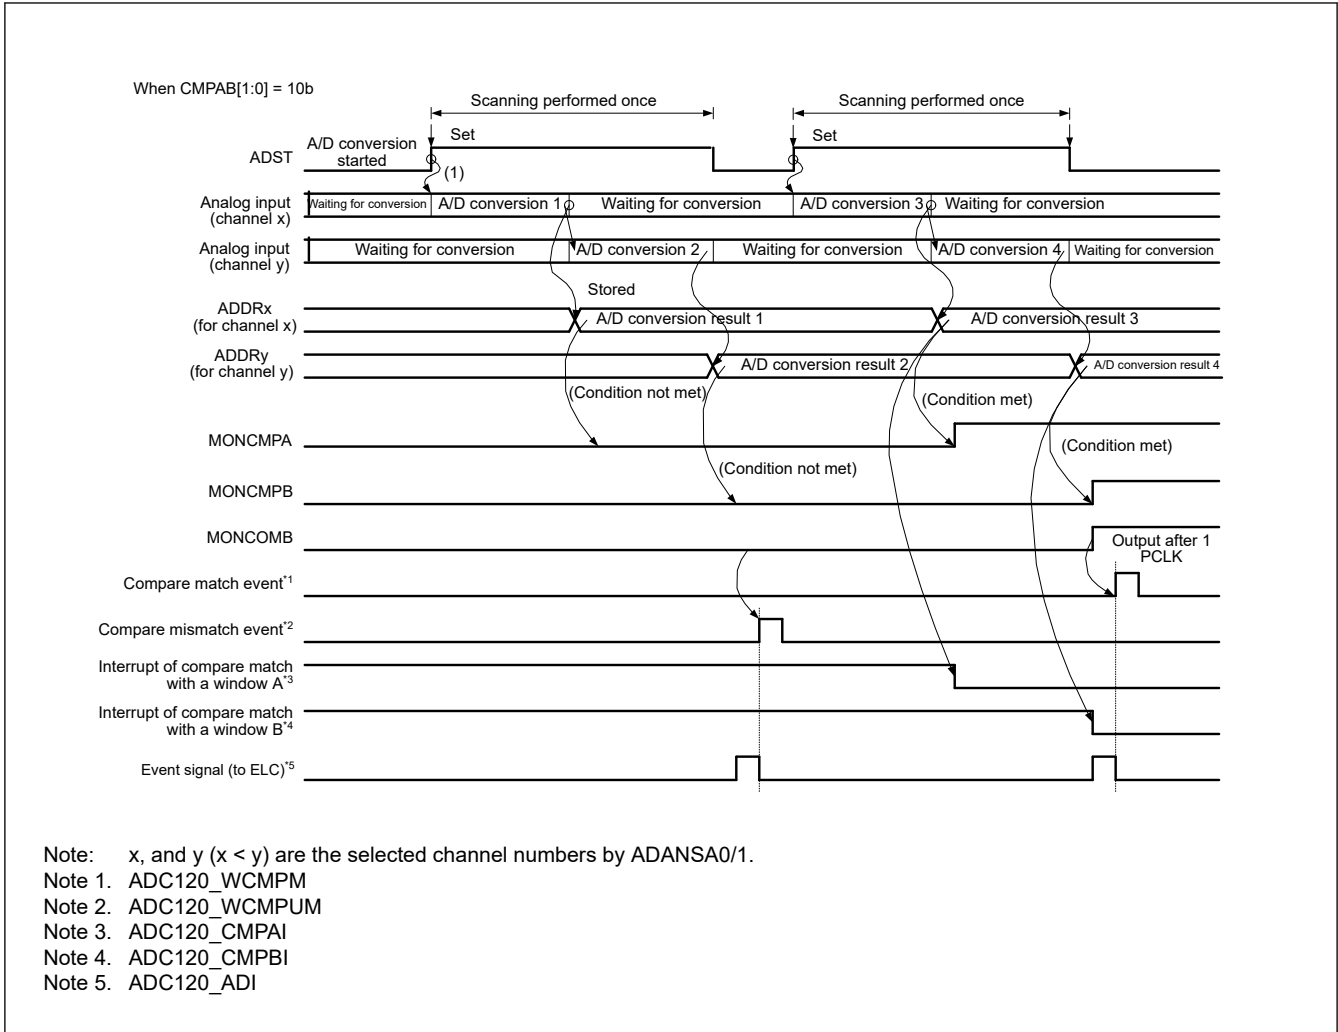 When CMPAB[1:0] = 10b
Scanning performed once
Scanning performed once
A/D conversion
started
Set
Set
ADST
(1)
Analog input
(channel x)
Waiting for conversion
A/D conversion 1
Waiting for conversion
A/D conversion 3
Waiting for conversion
Analog input
(channel y)
Waiting for conversion
A/D conversion 2
Waiting for conversion
A/D conversion 4
Waiting for conversion
Stored
ADDRx
(for channel x)
A/D conversion result 1
A/D conversion result 3
ADDRy
(for channel y)
A/D conversion result 2
A/D conversion result 4
(Condition not met)
(Condition met)
MONCMPA
(Condition met)
(Condition not met)
MONCMPB
MONCOMB
Output after 1
PCLK
Compare match event*1
Compare mismatch event*2
Interrupt of compare match
with a window A*3
Interrupt of compare match
with a window B*4
Event signal (to ELC)*5
Note: x, and y (x < y) are the selected channel numbers by ADANSA0/1.
Note 1. ADC120_WCMPM
Note 2. ADC120_WCMPUM
Note 3. ADC120_CMPAI
Note 4. ADC120_CMPBI
Note 5. ADC120_ADI